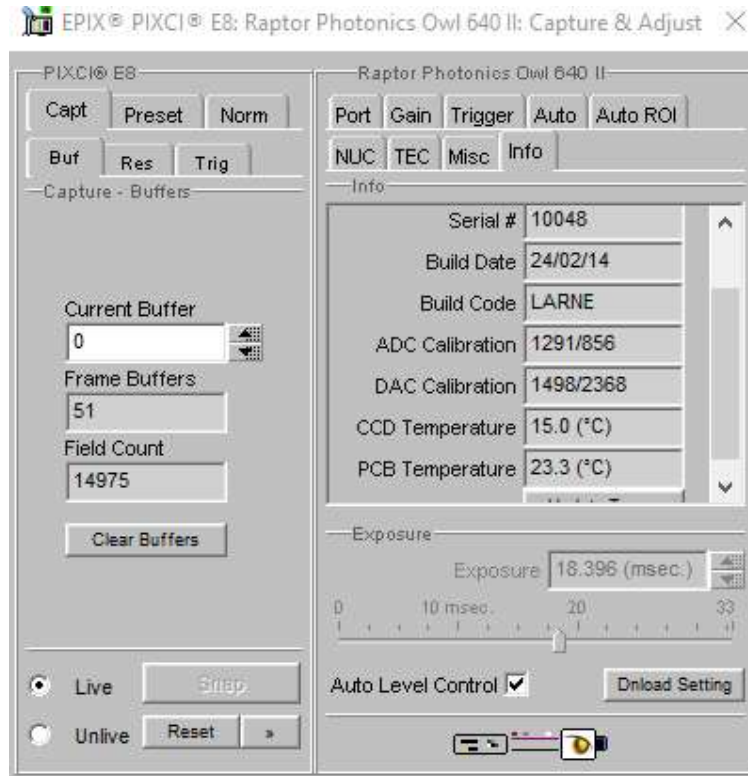 EPIX® PIXCI® E8: Raptor Photonics Owl 640 II: Capture & Adjust
PIXCI® E8
Capt Preset Norm
Buf Res Trig
Capture - Buffers
Current Buffer
0
Frame Buffers
51
Field Count
14975
Clear Buffers
Live Snap
Unlive Reset »
Raptor Photonics Owl 640 II
Port Gain Trigger Auto Auto ROI
NUC TEC Misc Info
Info
Serial # 10048
Build Date 24/02/14
Build Code LARNE
ADC Calibration 1291/856
DAC Calibration 1498/2368
CCD Temperature 15.0 (°C)
PCB Temperature 23.3 (°C)
Exposure
Exposure 18.396 (msec.)
0 10 msec. 20 33
Auto Level Control Dnload Setting